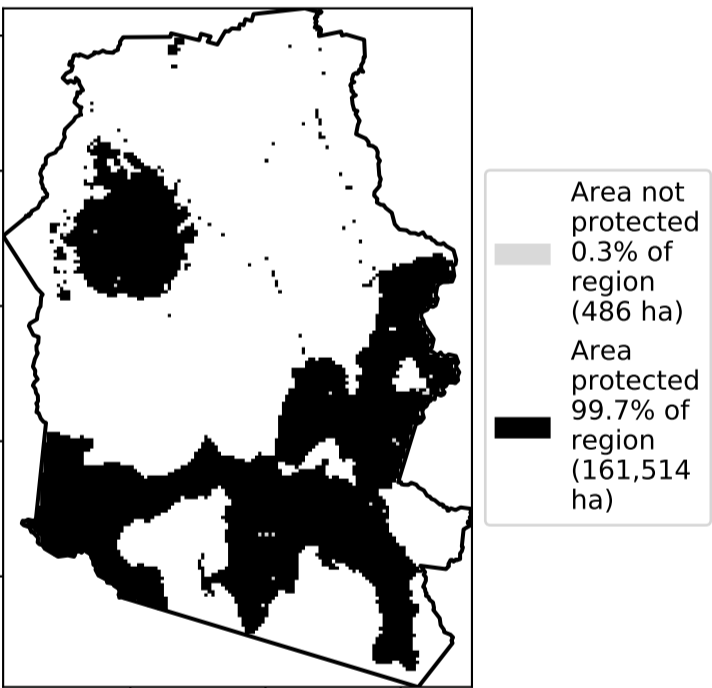 Area not
protected
0.3% of
region
(486 ha)
Area
protected
99.7% of
region
(161,514
ha)